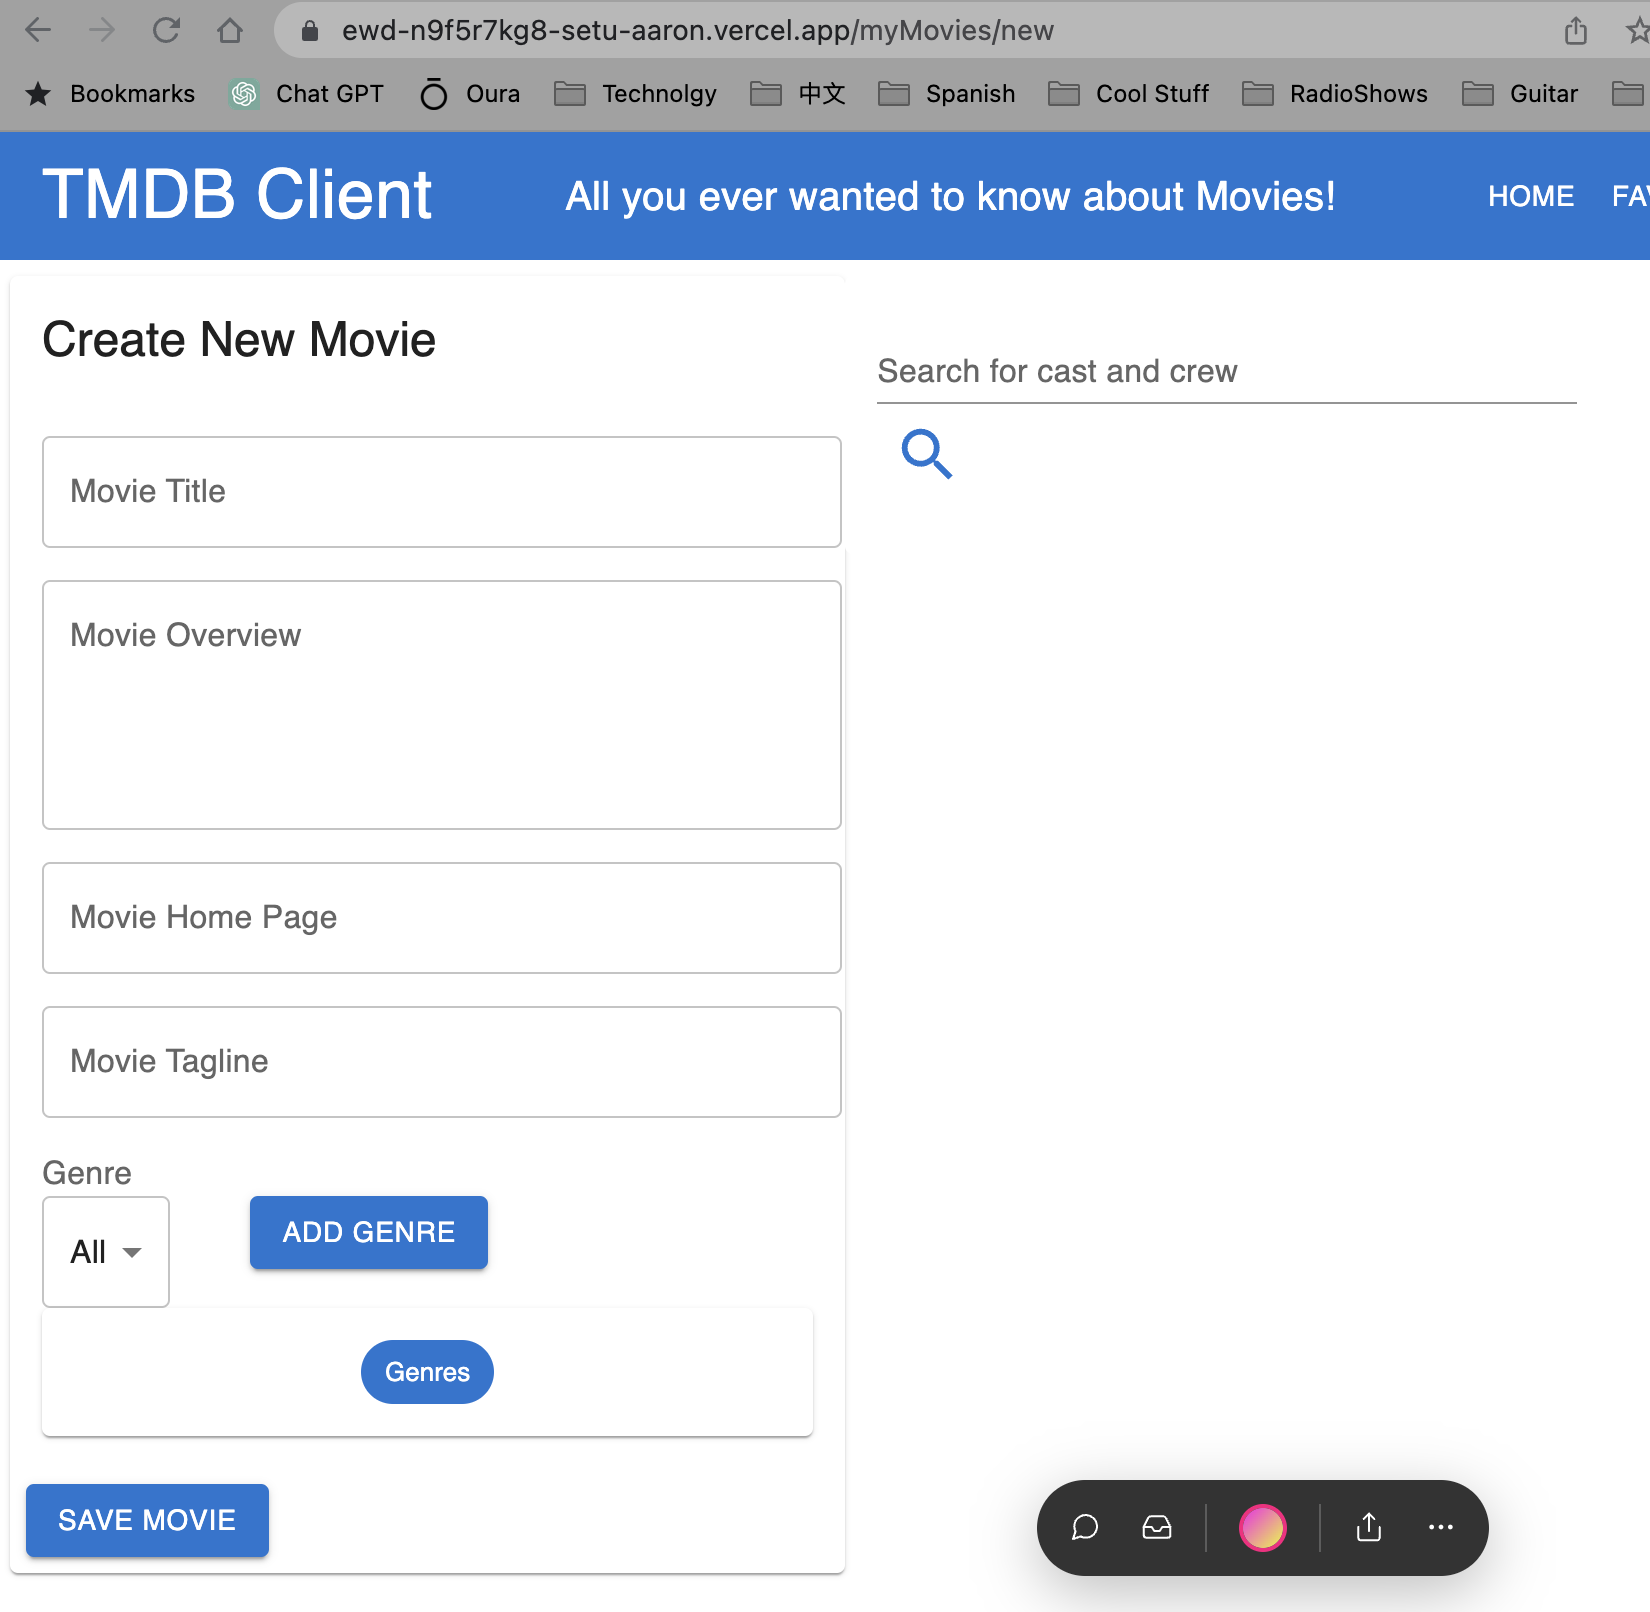 ewd-n9f5r7kg8-setu-aaron.vercel.app/myMovies/new
Bookmarks Chat GPT Oura Technolgy 中文 Spanish Cool Stuff RadioShows Guitar
TMDB Client All you ever wanted to know about Movies! HOME FAV
Create New Movie
Search for cast and crew
Movie Title
Movie Overview
Movie Home Page
Movie Tagline
Genre
All ADD GENRE
Genres
SAVE MOVIE